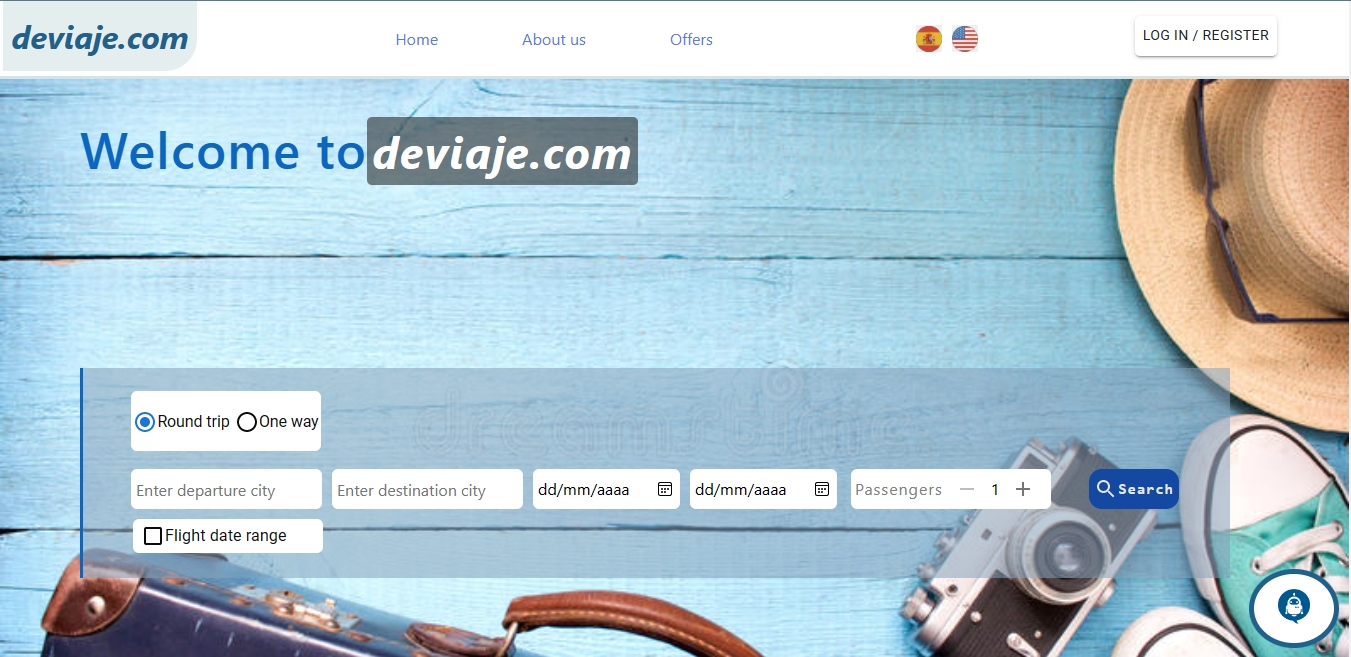 deviaje.com
Home About us Offers
LOG IN / REGISTER
Welcome to deviaje.com
dreamstime
Round trip One way
Enter departure city Enter destination city dd/mm/aaaa dd/mm/aaaa Passengers — 1 + Search
Flight date range